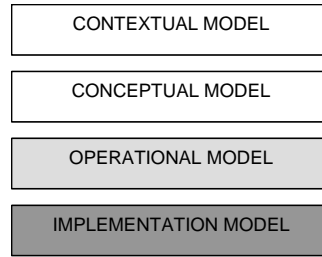 CONTEXTUAL MODEL
CONCEPTUAL MODEL
OPERATIONAL MODEL
IMPLEMENTATION MODEL